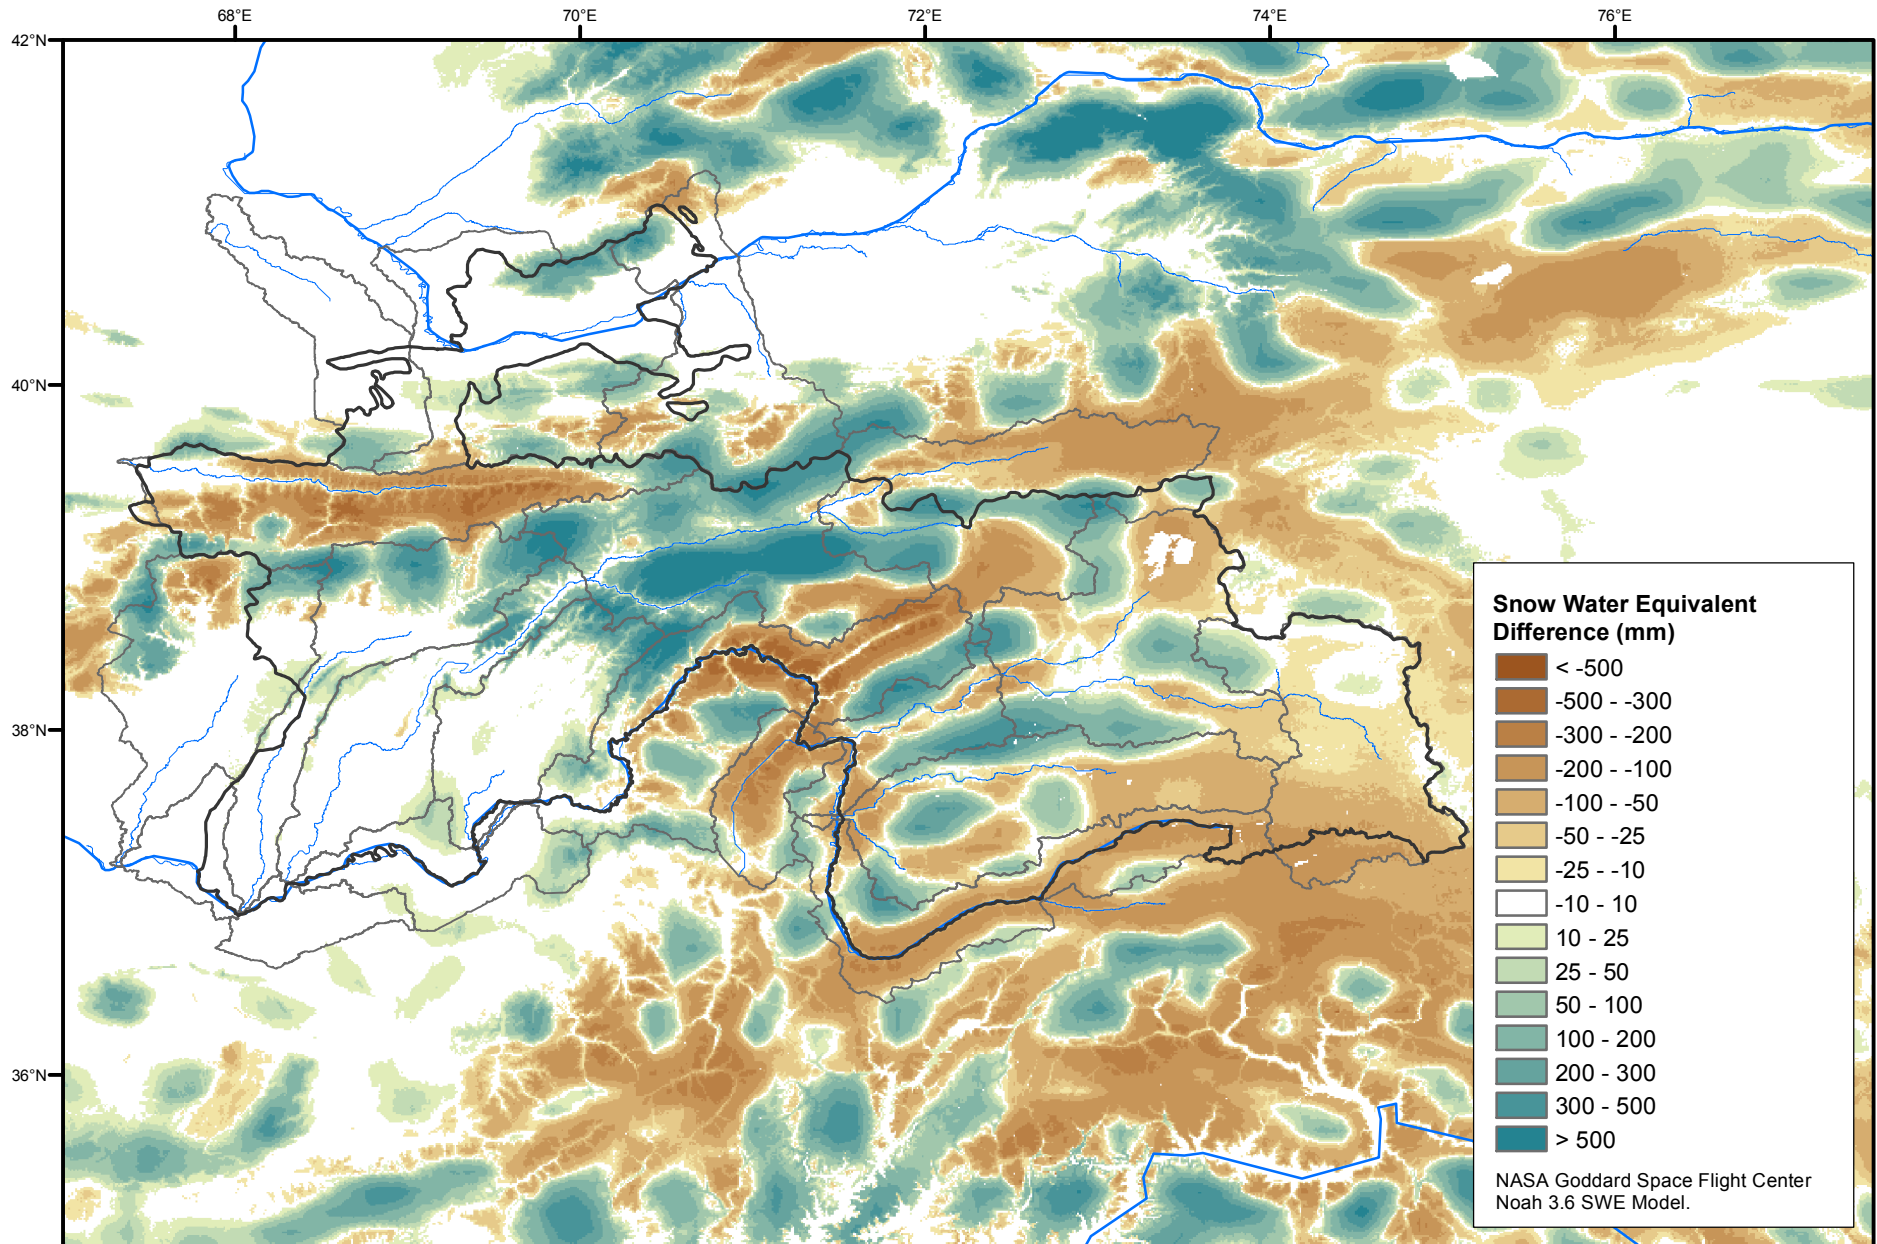 68°E 70°E 72°E 74°E 76°E
42°N
40°N
38°N
36°N
Snow Water Equivalent
Difference (mm)
< -500
-500 - -300
-300 - -200
-200 - -100
-100 - -50
-50 - -25
-25 - -10
-10 - 10
10 - 25
25 - 50
50 - 100
100 - 200
200 - 300
300 - 500
> 500
NASA Goddard Space Flight Center
Noah 3.6 SWE Model.